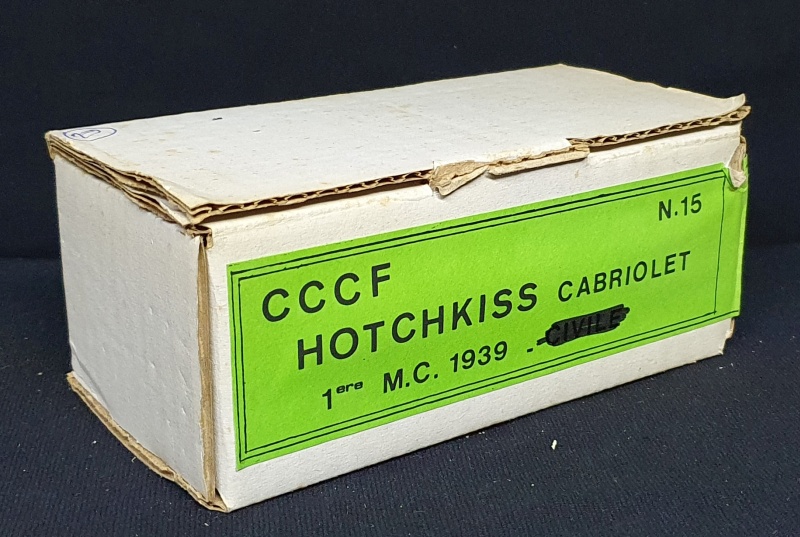 N.15
CCCF
HOTCHKISS CABRIOLET
1ere M.C. 1939 - CIVILE